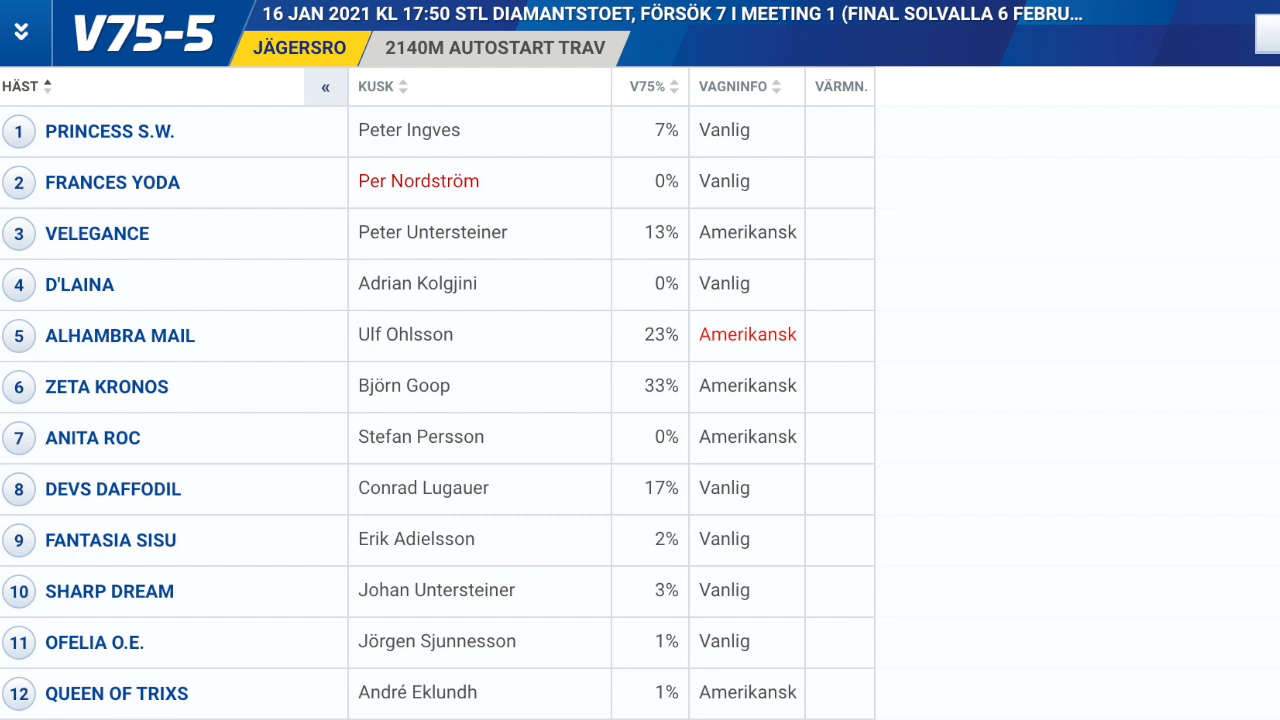 V75-5
16 JAN 2021 KL 17:50 STL DIAMANTSTOET, FÖRSÖK 7 I MEETING 1 (FINAL SOLVALLA 6 FEBRU...
JÄGERSRO 2140M AUTOSTART TRAV
HÄST « KUSK V75% VAGNINFO VÄRMN.
1 PRINCESS S.W. Peter Ingves 7% Vanlig
2 FRANCES YODA Per Nordström 0% Vanlig
3 VELEGANCE Peter Untersteiner 13% Amerikansk
4 D'LAINA Adrian Kolgjini 0% Vanlig
5 ALHAMBRA MAIL Ulf Ohlsson 23% Amerikansk
6 ZETA KRONOS Björn Goop 33% Amerikansk
7 ANITA ROC Stefan Persson 0% Amerikansk
8 DEVS DAFFODIL Conrad Lugauer 17% Vanlig
9 FANTASIA SISU Erik Adielsson 2% Vanlig
10 SHARP DREAM Johan Untersteiner 3% Vanlig
11 OFELIA O.E. Jörgen Sjunnesson 1% Vanlig
12 QUEEN OF TRIXS André Eklundh 1% Amerikansk